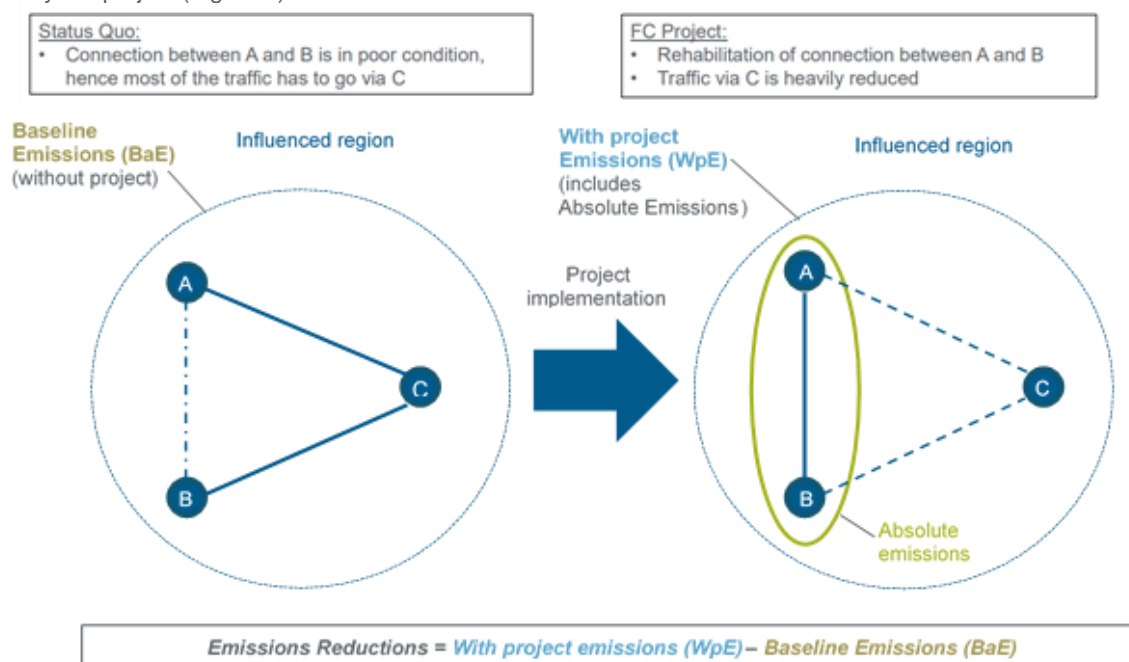 Status Quo:
• Connection between A and B is in poor condition,
hence most of the traffic has to go via C
FC Project:
• Rehabilitation of connection between A and B
• Traffic via C is heavily reduced
Baseline
Emissions (BaE)
(without project)
Influenced region
With project
Emissions (WpE)
(includes
Absolute Emissions)
Influenced region
A
B
C
Project
implementation
A
B
C
Absolute
emissions
Emissions Reductions = With project emissions (WpE) – Baseline Emissions (BaE)